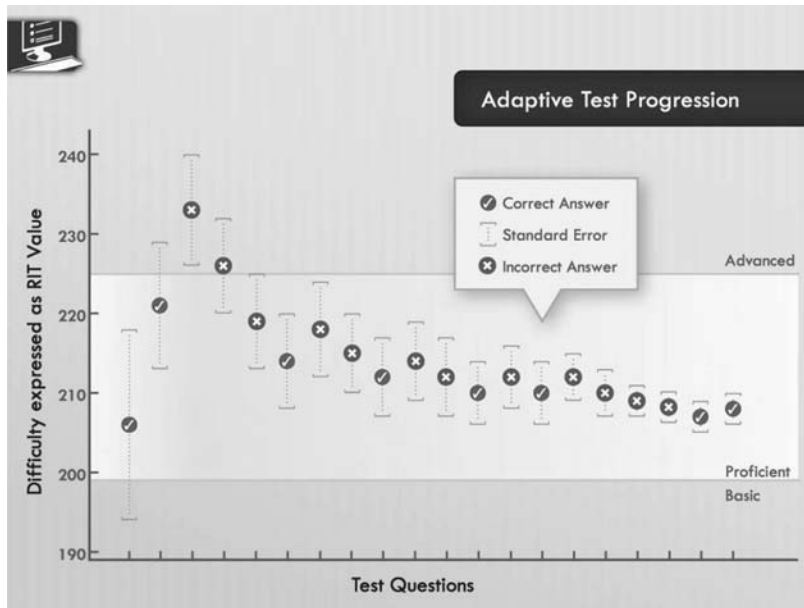 Adaptive Test Progression
Difficulty expressed as RIT Value
240
230
220
210
200
190
Correct Answer
Standard Error
Incorrect Answer
Advanced
Proficient
Basic
Test Questions